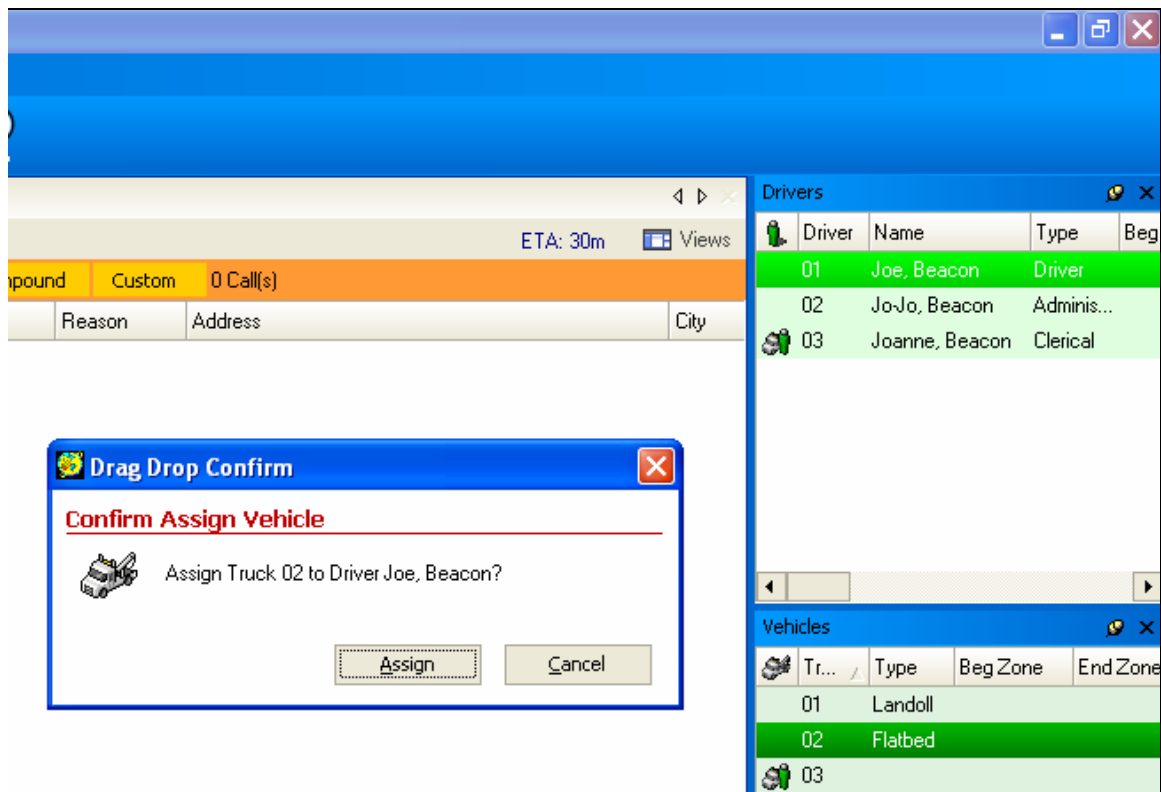 ETA: 30m Views
mpound Custom 0 Call(s)
Reason Address City
Drag Drop Confirm
Confirm Assign Vehicle
Assign Truck 02 to Driver Joe, Beacon?
Assign Cancel
Drivers
Driver Name Type Beg
01 Joe, Beacon Driver
02 Jo-Jo, Beacon Adminis...
03 Joanne, Beacon Clerical
Vehicles
Tr... Type Beg Zone End Zone
01 Landoll
02 Flatbed
03